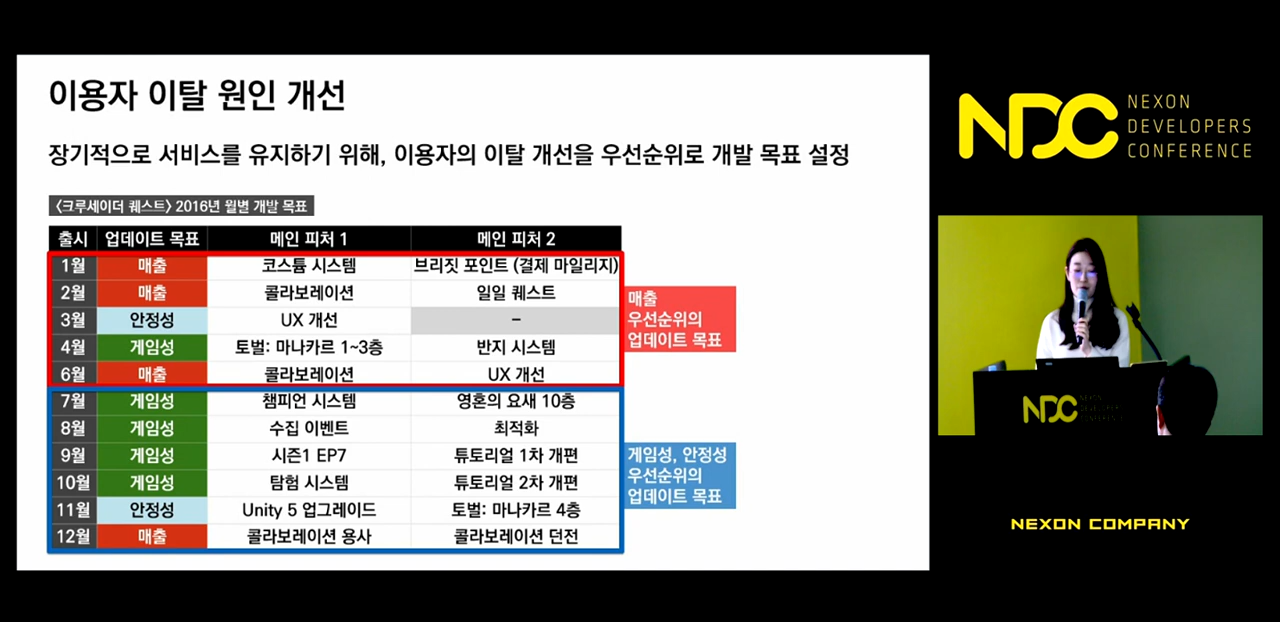 이용자 이탈 원인 개선
장기적으로 서비스를 유지하기 위해, 이용자의 이탈 개선을 우선순위로 개발 목표 설정
<크루세이더 퀘스트> 2016년 월별 개발 목표
출시 업데이트 목표 메인 피처 1 메인 피처 2
1월 매출 코스튬 시스템 브리짓 포인트 (결제 마일리지)
2월 매출 콜라보레이션 일일 퀘스트
3월 안정성 UX 개선 –
4월 게임성 토벌: 마나카르 1~3층 반지 시스템
6월 매출 콜라보레이션 UX 개선
7월 게임성 챔피언 시스템 영혼의 요새 10층
8월 게임성 수집 이벤트 최적화
9월 게임성 시즌1 EP7 튜토리얼 1차 개편
10월 게임성 탐험 시스템 튜토리얼 2차 개편
11월 안정성 Unity 5 업그레이드 토벌: 마나카르 4층
12월 매출 콜라보레이션 용사 콜라보레이션 던전
매출
우선순위의
업데이트 목표
게임성, 안정성
우선순위의
업데이트 목표
NDC
NEXON
DEVELOPERS
CONFERENCE
NDC
NEXON COMPANY